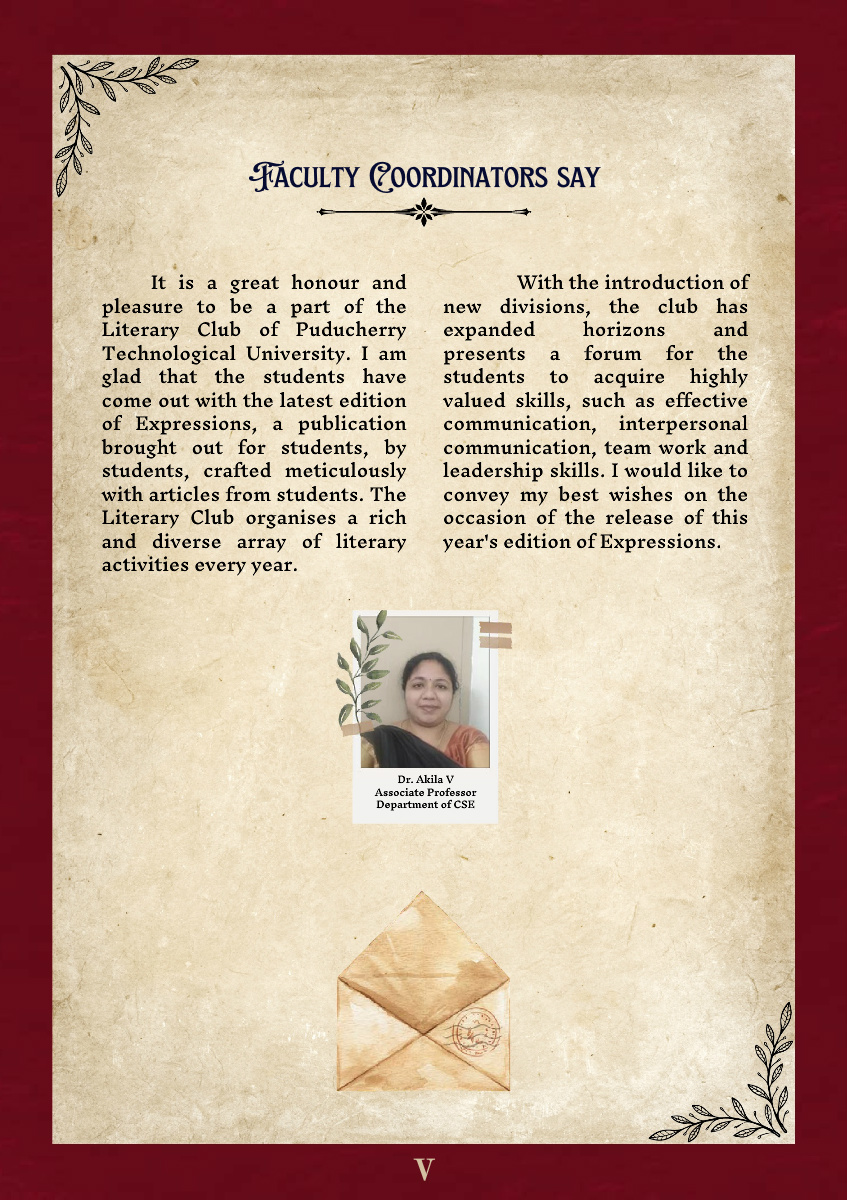 Faculty Coordinators say
It is a great honour and
pleasure to be a part of the
Literary Club of Puducherry
Technological University. I am
glad that the students have
come out with the latest edition
of Expressions, a publication
brought out for students, by
students, crafted meticulously
with articles from students. The
Literary Club organises a rich
and diverse array of literary
activities every year.
With the introduction of
new divisions, the club has
expanded horizons and
presents a forum for the
students to acquire highly
valued skills, such as effective
communication, interpersonal
communication, team work and
leadership skills. I would like to
convey my best wishes on the
occasion of the release of this
year's edition of Expressions.
Dr. Akila V
Associate Professor
Department of CSE
V